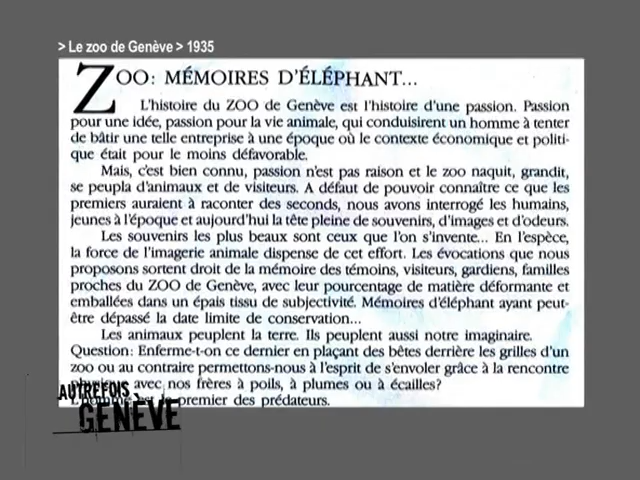 > Le zoo de Genève > 1935
ZOO: MÉMOIRES D'ÉLÉPHANT...
L'histoire du ZOO de Genève est l'histoire d'une passion. Passion
pour une idée, passion pour la vie animale, qui conduisirent un homme à tenter
de bâtir une telle entreprise à une époque où le contexte économique et politi-
que était pour le moins défavorable.
Mais, c'est bien connu, passion n'est pas raison et le zoo naquit, grandit,
se peupla d'animaux et de visiteurs. A défaut de pouvoir connaître ce que les
premiers auraient à raconter des seconds, nous avons interrogé les humains,
jeunes à l'époque et aujourd'hui la tête pleine de souvenirs, d'images et d'odeurs.
Les souvenirs les plus beaux sont ceux que l'on s'invente... En l'espèce,
la force de l'imagerie animale dispense de cet effort. Les évocations que nous
proposons sortent droit de la mémoire des témoins, visiteurs, gardiens, familles
proches du ZOO de Genève, avec leur pourcentage de matière déformante et
emballées dans un épais tissu de subjectivité. Mémoires d'éléphant ayant peut-
être dépassé la date limite de conservation...
Les animaux peuplent la terre. Ils peuplent aussi notre imaginaire.
Question: Enferme-t-on ce dernier en plaçant des bêtes derrière les grilles d'un
zoo ou au contraire permettons-nous à l'esprit de s'envoler grâce à la rencontre
avec nos frères à poils, à plumes ou à écailles?
L'homme est le premier des prédateurs.
AUTREFOIS
GENÈVE